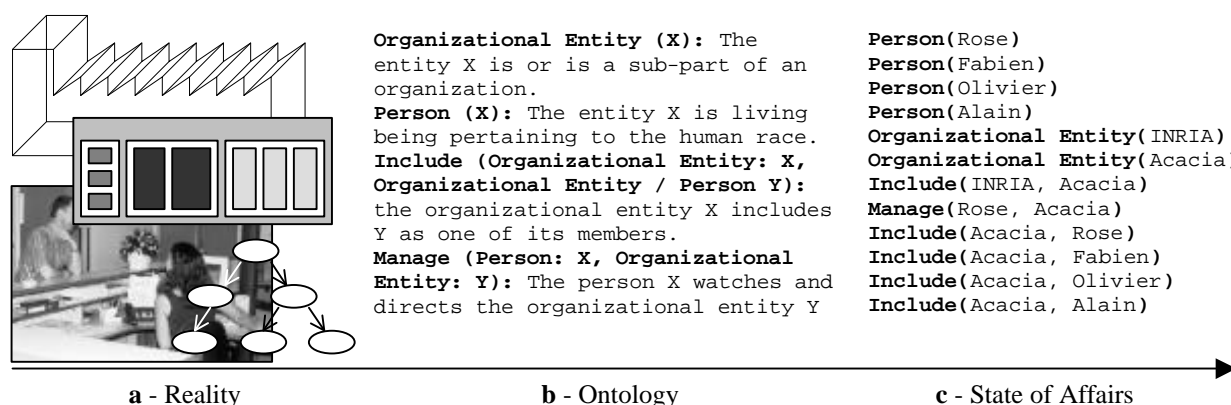 Organizational Entity (X): The
entity X is or is a sub-part of an
organization.
Person (X): The entity X is living
being pertaining to the human race.
Include (Organizational Entity: X,
Organizational Entity / Person Y):
the organizational entity X includes
Y as one of its members.
Manage (Person: X, Organizational
Entity: Y): The person X watches and
directs the organizational entity Y
Person(Rose)
Person(Fabien)
Person(Olivier)
Person(Alain)
Organizational Entity(INRIA)
Organizational Entity(Acacia)
Include(INRIA, Acacia)
Manage(Rose, Acacia)
Include(Acacia, Rose)
Include(Acacia, Fabien)
Include(Acacia, Olivier)
Include(Acacia, Alain)
a - Reality
b - Ontology
c - State of Affairs